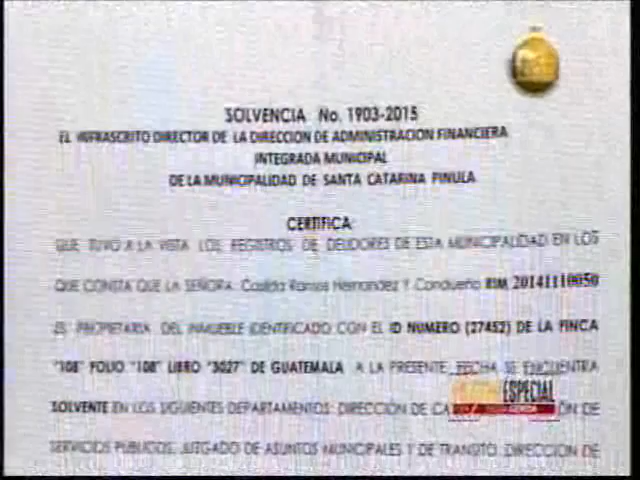 SOLVENCIA No. 1903-2015
EL INFRASCRITO DIRECTOR DE LA DIRECCION DE ADMINISTRACION FINANCIERA
INTEGRADA MUNICIPAL
DE LA MUNICIPALIDAD DE SANTA CATARINA PINULA
CERTIFICA:
QUE TUVO A LA VISTA LOS REGISTROS DE DEUDORES DE ESTA MUNICIPALIDAD EN LOS
QUE CONSTA QUE LA SEÑORA: Casilda Ramos Hernandez Y Condueño RSM 20141110050
ES PROPIETARIA DEL INMUEBLE IDENTIFICADO CON EL ID NUMERO (27452) DE LA FINCA
"108" FOLIO "108" LIBRO "3027" DE GUATEMALA A LA PRESENTE FECHA SE ENCUENTRA
SOLVENTE EN LOS SIGUIENTES DEPARTAMENTOS: DIRECCION DE CA ON DE
ESPECIAL
SERVICIOS PUBLICOS, JUZGADO DE ASUNTOS MUNICIPALES Y DE TRANSITO, DIRECCION DE